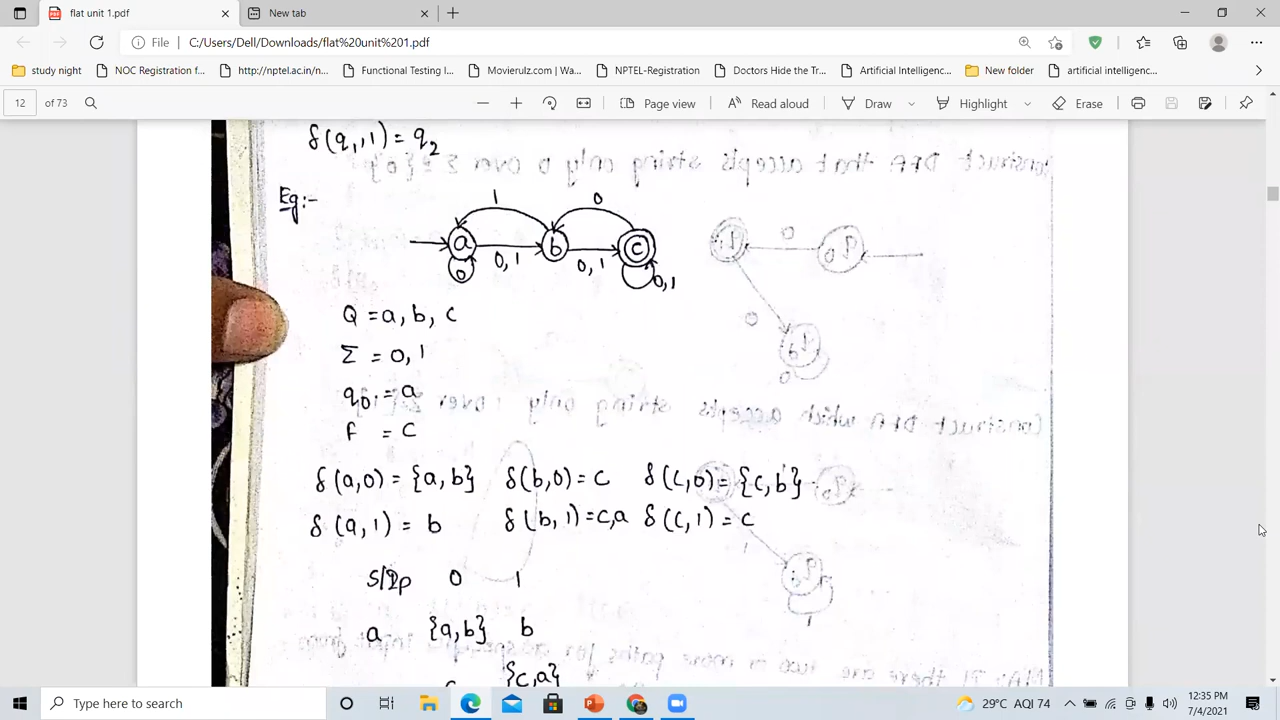 flat unit 1.pdf
New tab
File C:/Users/Dell/Downloads/flat%20unit%201.pdf
study night NOC Registration f... http://nptel.ac.in/n... Functional Testing I... Movierulz.com | Wa... NPTEL-Registration Doctors Hide the Tr... Artificial Intelligenc... New folder artificial intelligenc...
12 of 73 Page view Read aloud Draw Highlight Erase
δ(q1,1)=q2
Eg:-
1 0
a b c
0 0,1 0,1 0,1
Q = a, b, c
Σ = 0, 1
q0 = a
F = C
δ(a,0) = {a,b} δ(b,0) = c δ(c,0) = {c,b}
δ(a,1) = b δ(b,1) = c,a δ(c,1) = c
S/Ip 0 1
a {a,b} b
{c,a}
Type here to search
29°C AQI 74
12:35 PM
7/4/2021